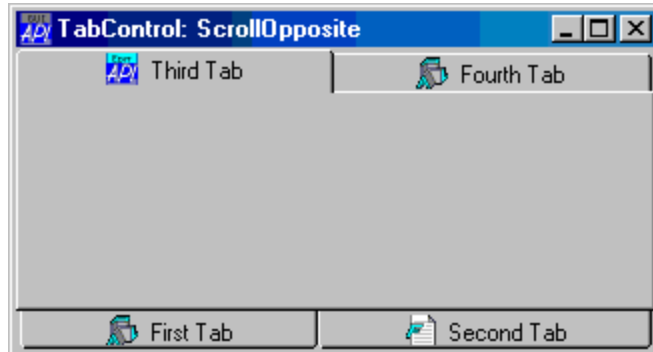 TabControl: ScrollOpposite
Third Tab
Fourth Tab
First Tab
Second Tab